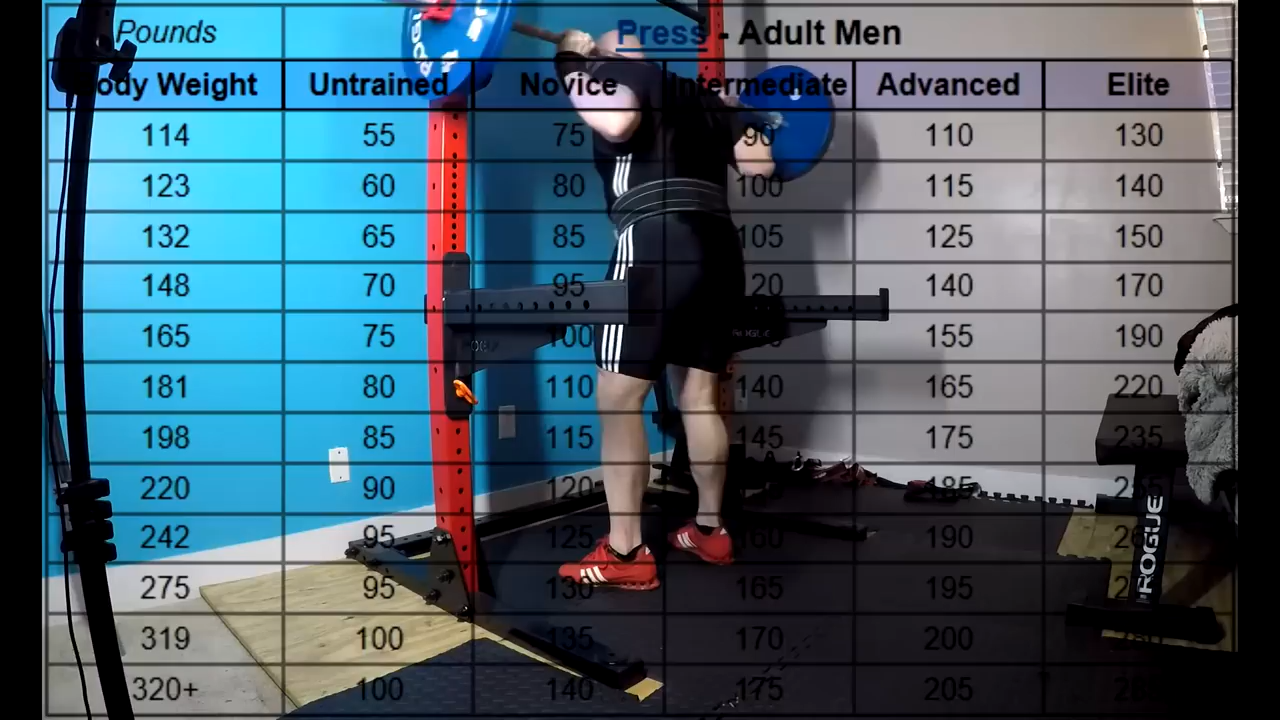 Pounds Press - Adult Men
Body Weight Untrained Novice Intermediate Advanced Elite
114 55 75 90 110 130
123 60 80 100 115 140
132 65 85 105 125 150
148 70 95 120 140 170
165 75 100 155 190
181 80 110 140 165 220
198 85 115 145 175 235
220 90 120 185
242 95 125 160 190
275 95 130 165 195
319 100 135 170 200
320+ 100 140 175 205
ROGUE
ROGUE